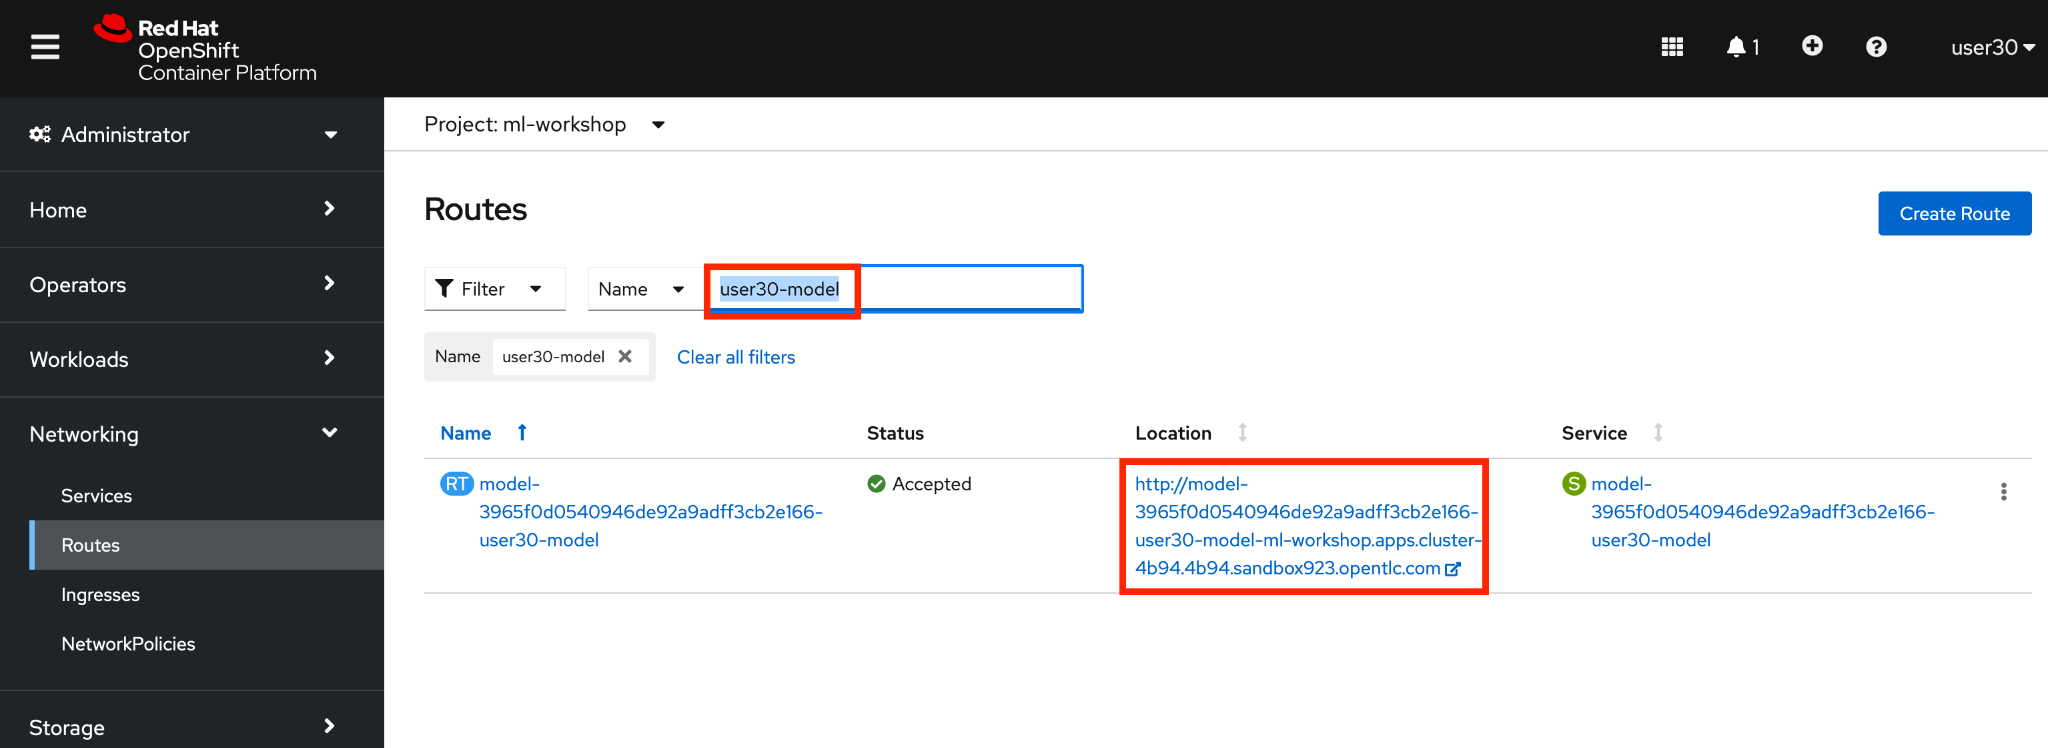 Red Hat
OpenShift
Container Platform
1
user30
Administrator
Home
Operators
Workloads
Networking
Services
Routes
Ingresses
NetworkPolicies
Storage
Project: ml-workshop
Routes
Create Route
Filter
Name
user30-model
Name user30-model
Clear all filters
Name Status Location Service
RT model-
3965f0d0540946de92a9adff3cb2e166-
user30-model
Accepted
http://model-
3965f0d0540946de92a9adff3cb2e166-
user30-model-ml-workshop.apps.cluster-
4b94.4b94.sandbox923.opentlc.com
S model-
3965f0d0540946de92a9adff3cb2e166-
user30-model